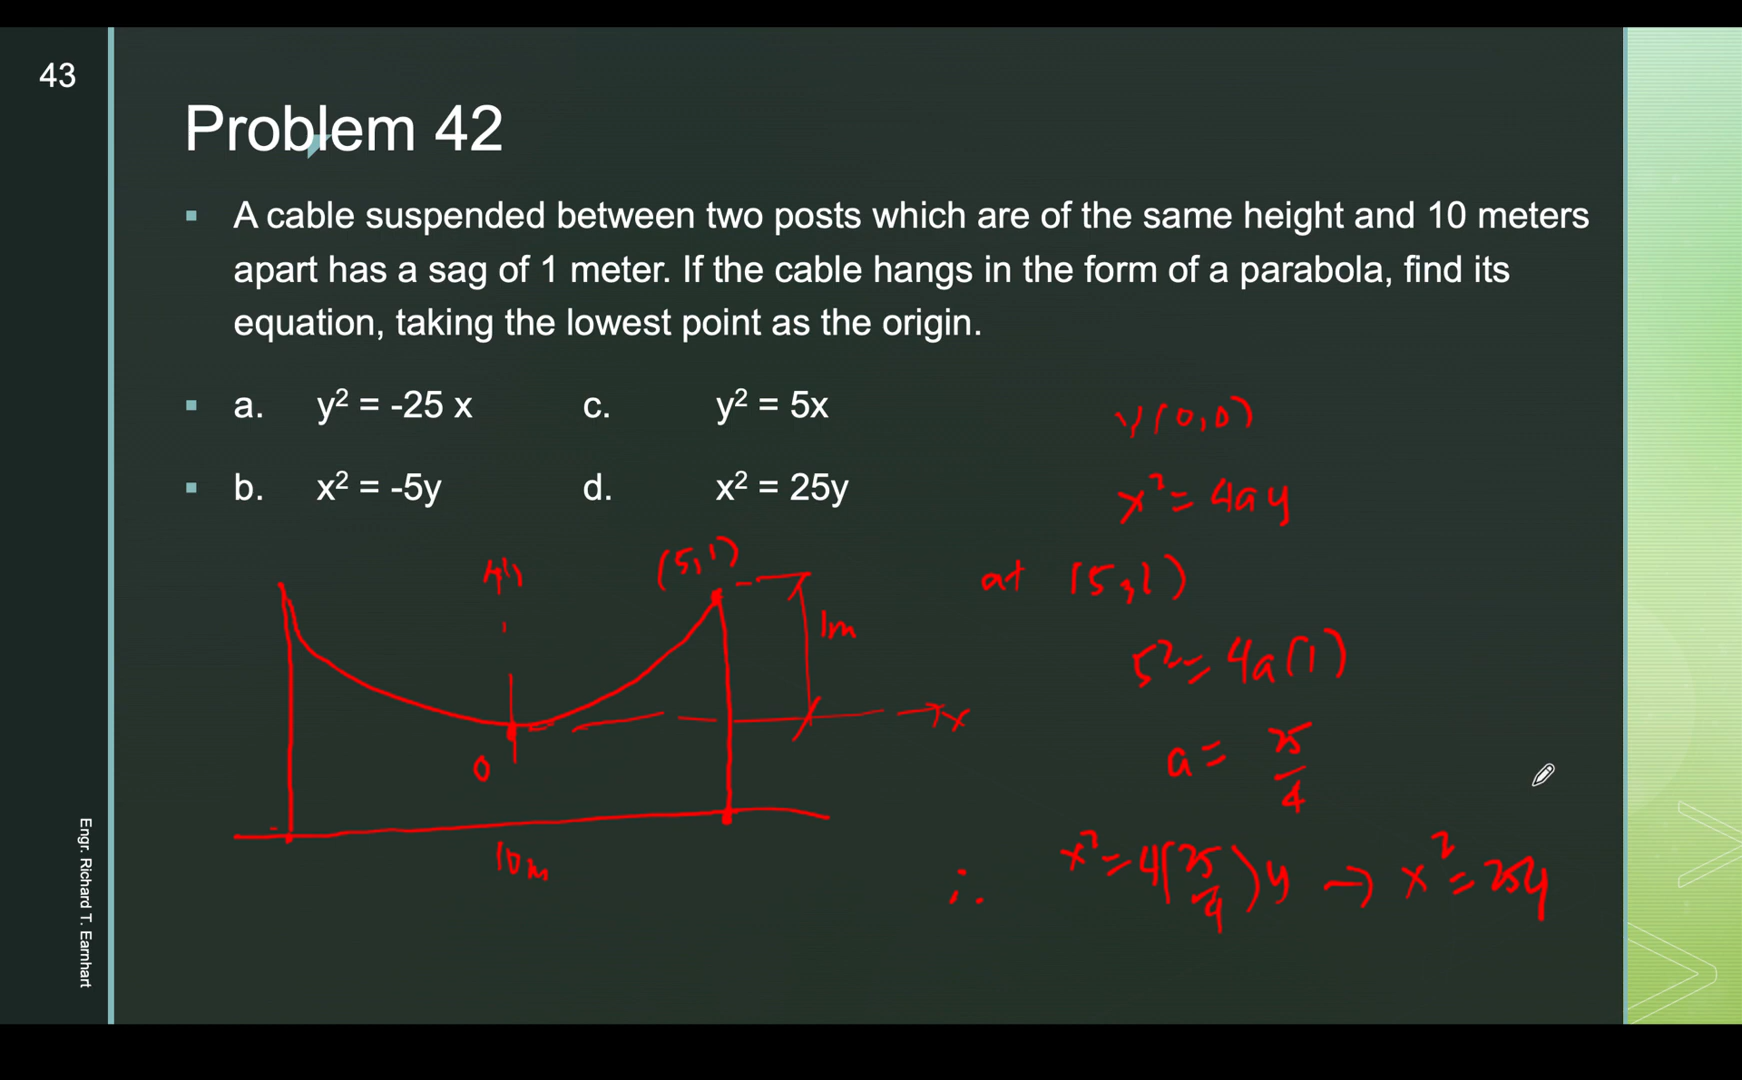 43
Problem 42
A cable suspended between two posts which are of the same height and 10 meters
apart has a sag of 1 meter. If the cable hangs in the form of a parabola, find its
equation, taking the lowest point as the origin.
a. y² = -25 x c. y² = 5x
b. x² = -5y d. x² = 25y
V(0,0)
x² = 4ay
at (5,1)
5² = 4a(1)
a = 25/4
∴ x² = 4(25/4)y → x² = 25y
(5,1)
1m
x
0
10m
Engr. Richard T. Earnhart